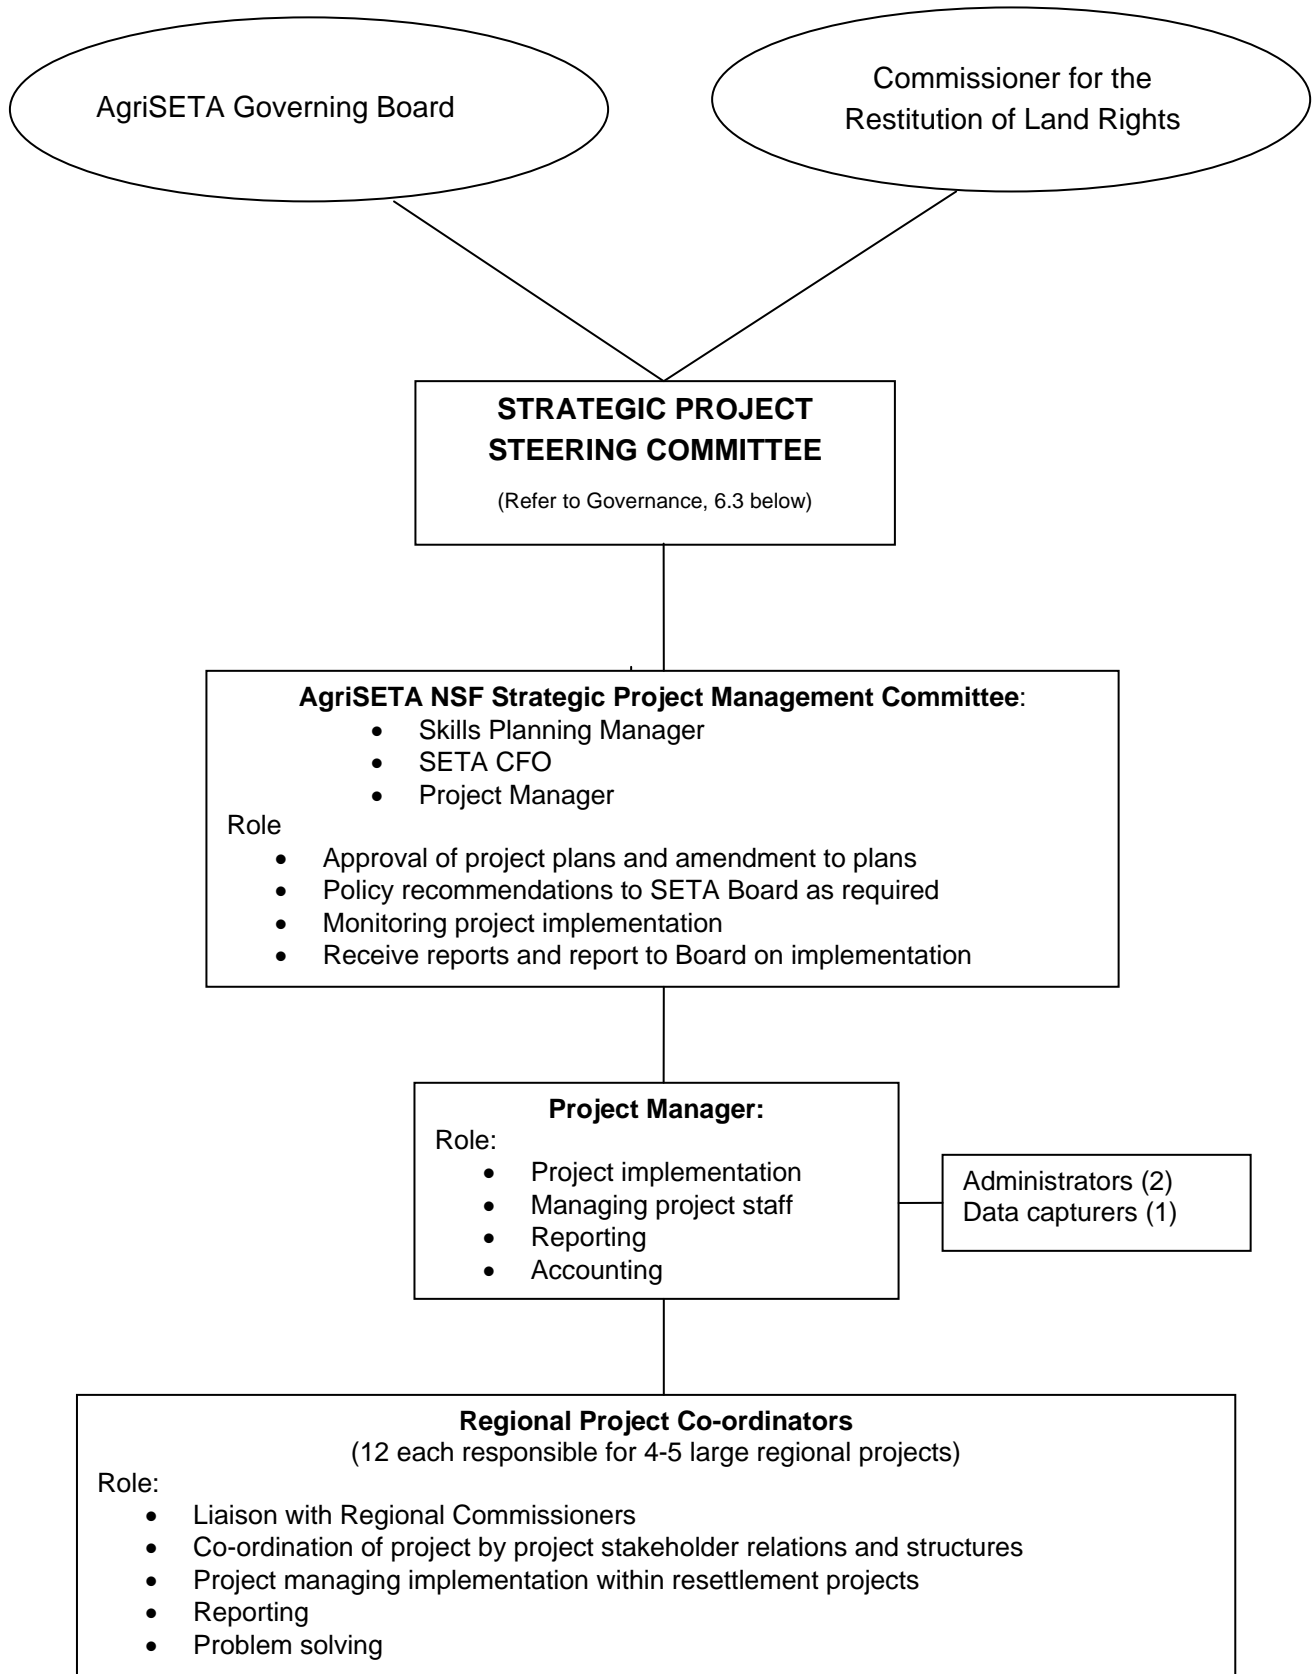 AgriSETA Governing Board
Commissioner for the
Restitution of Land Rights
STRATEGIC PROJECT
STEERING COMMITTEE
(Refer to Governance, 6.3 below)
AgriSETA NSF Strategic Project Management Committee:
• Skills Planning Manager
• SETA CFO
• Project Manager
Role
• Approval of project plans and amendment to plans
• Policy recommendations to SETA Board as required
• Monitoring project implementation
• Receive reports and report to Board on implementation
Project Manager:
Role:
• Project implementation
• Managing project staff
• Reporting
• Accounting
Administrators (2)
Data capturers (1)
Regional Project Co-ordinators
(12 each responsible for 4-5 large regional projects)
Role:
• Liaison with Regional Commissioners
• Co-ordination of project by project stakeholder relations and structures
• Project managing implementation within resettlement projects
• Reporting
• Problem solving